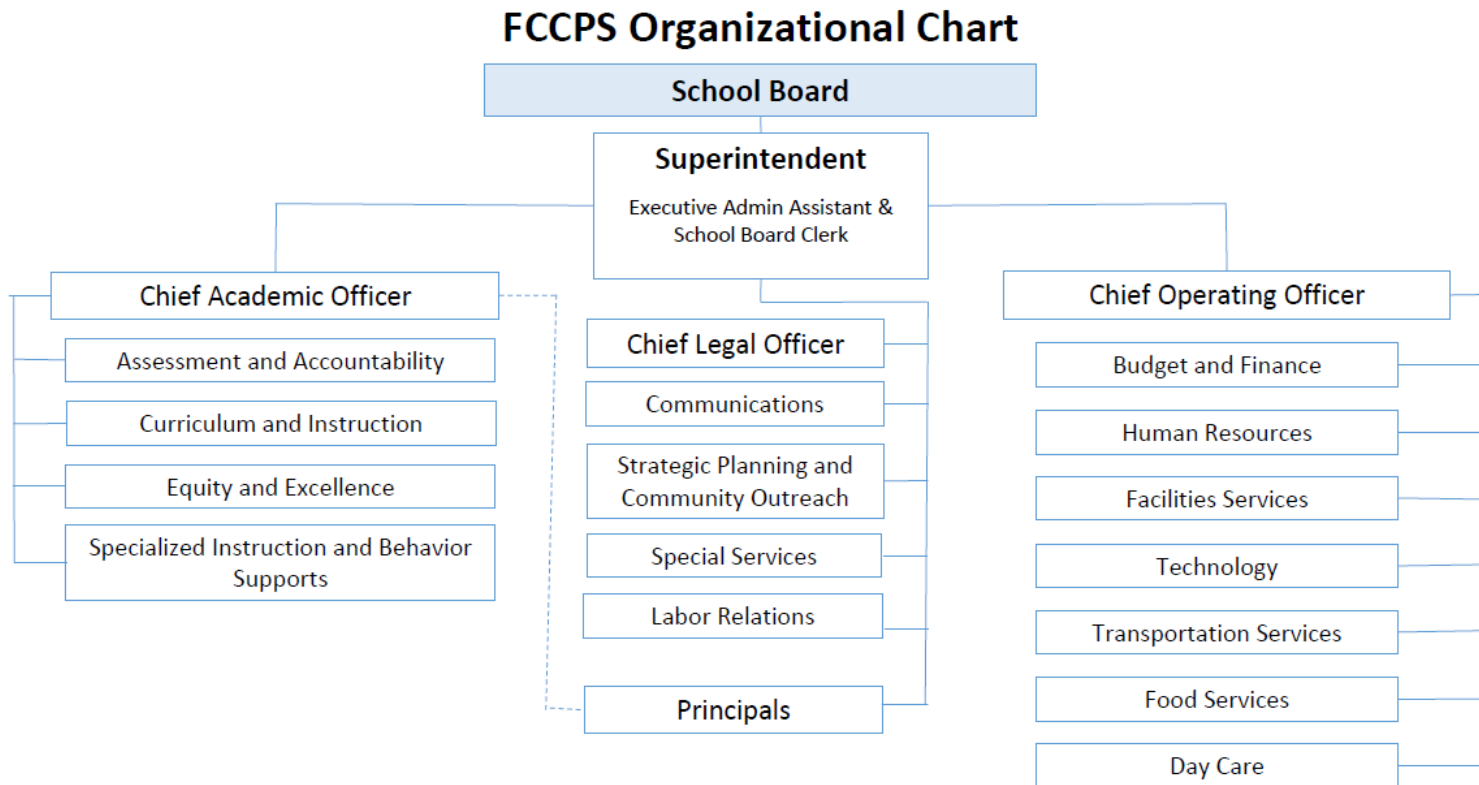 FCCPS Organizational Chart
School Board
Superintendent
Executive Admin Assistant &
School Board Clerk
Chief Academic Officer
Assessment and Accountability
Curriculum and Instruction
Equity and Excellence
Specialized Instruction and Behavior
Supports
Chief Legal Officer
Communications
Strategic Planning and
Community Outreach
Special Services
Labor Relations
Principals
Chief Operating Officer
Budget and Finance
Human Resources
Facilities Services
Technology
Transportation Services
Food Services
Day Care